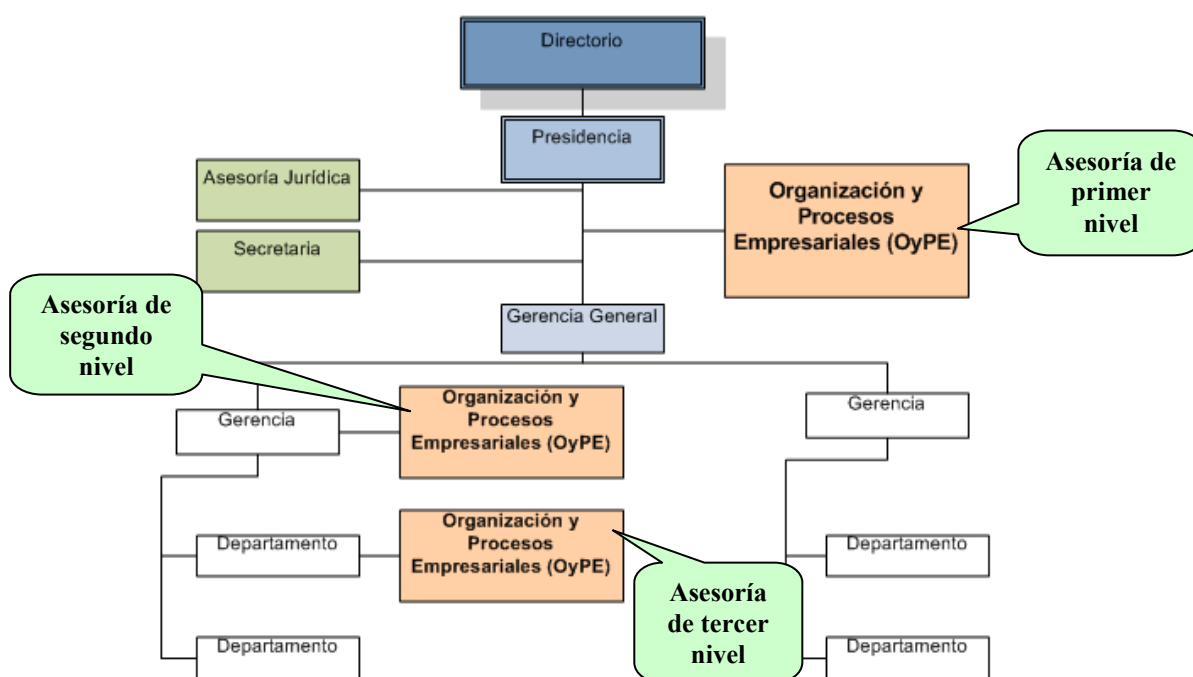 Directorio
Presidencia
Asesoría Jurídica
Organización y
Procesos
Empresariales (OyPE)
Asesoría de
primer
nivel
Secretaria
Asesoría de
segundo
nivel
Gerencia General
Gerencia
Organización y
Procesos
Empresariales (OyPE)
Gerencia
Departamento
Organización y
Procesos
Empresariales (OyPE)
Departamento
Asesoría
de tercer
nivel
Departamento
Departamento